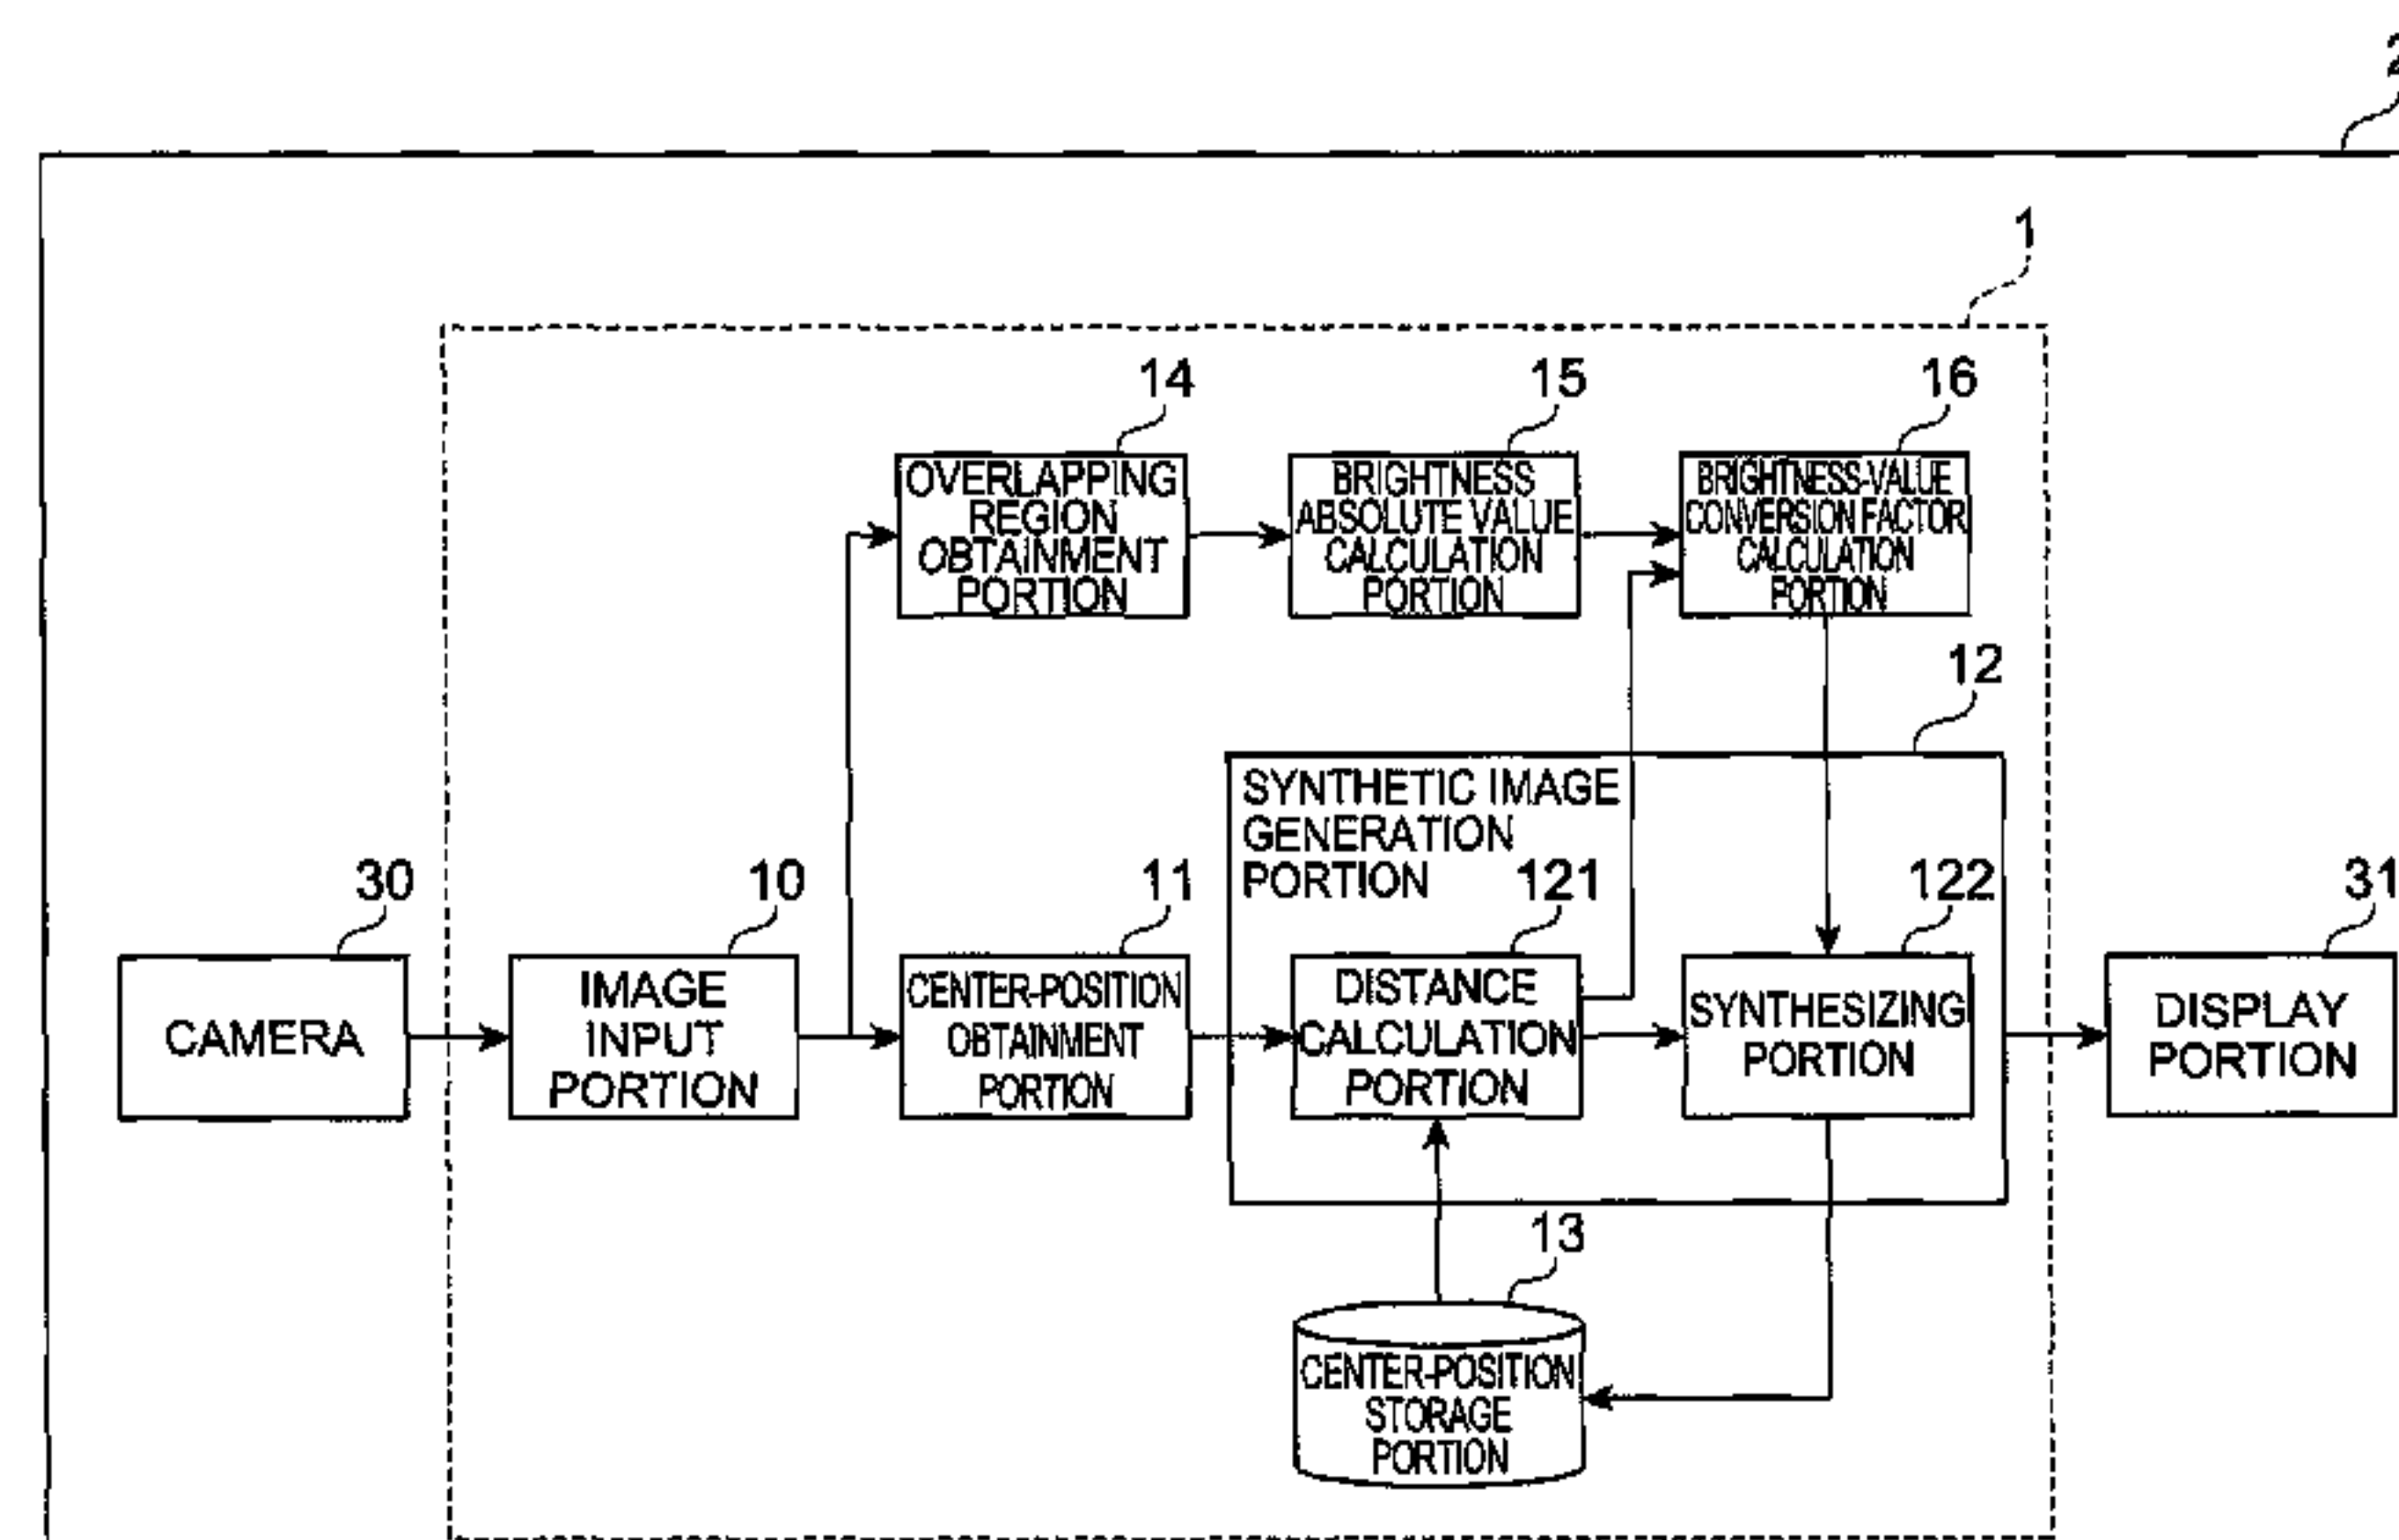 2
1
14
15
16
OVERLAPPING
REGION
OBTAINMENT
PORTION
BRIGHTNESS
ABSOLUTE VALUE
CALCULATION
PORTION
BRIGHTNESS-VALUE
CONVERSION FACTOR
CALCULATION
PORTION
12
SYNTHETIC IMAGE
GENERATION
PORTION
30
10
11
121
122
31
CAMERA
IMAGE
INPUT
PORTION
CENTER-POSITION
OBTAINMENT
PORTION
DISTANCE
CALCULATION
PORTION
SYNTHESIZING
PORTION
DISPLAY
PORTION
13
CENTER-POSITION
STORAGE
PORTION